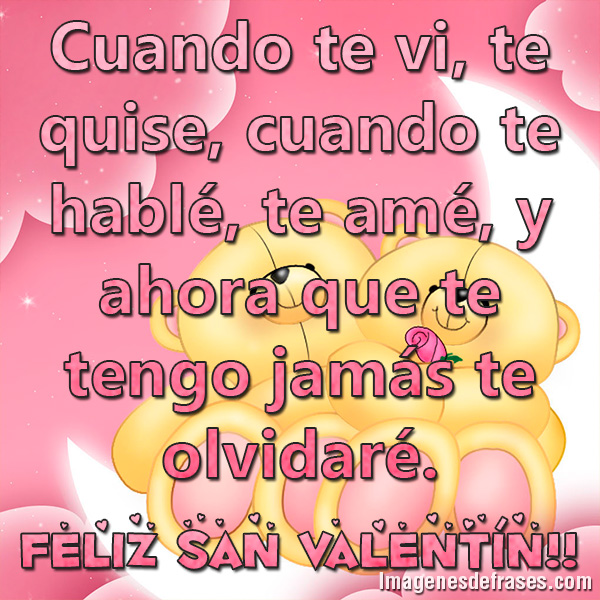 Cuando te vi, te
quise, cuando te
hablé, te amé, y
ahora que te
tengo jamás te
olvidaré.
FELIZ SAN VALENTÍN!!
Imagenesdefrases.com